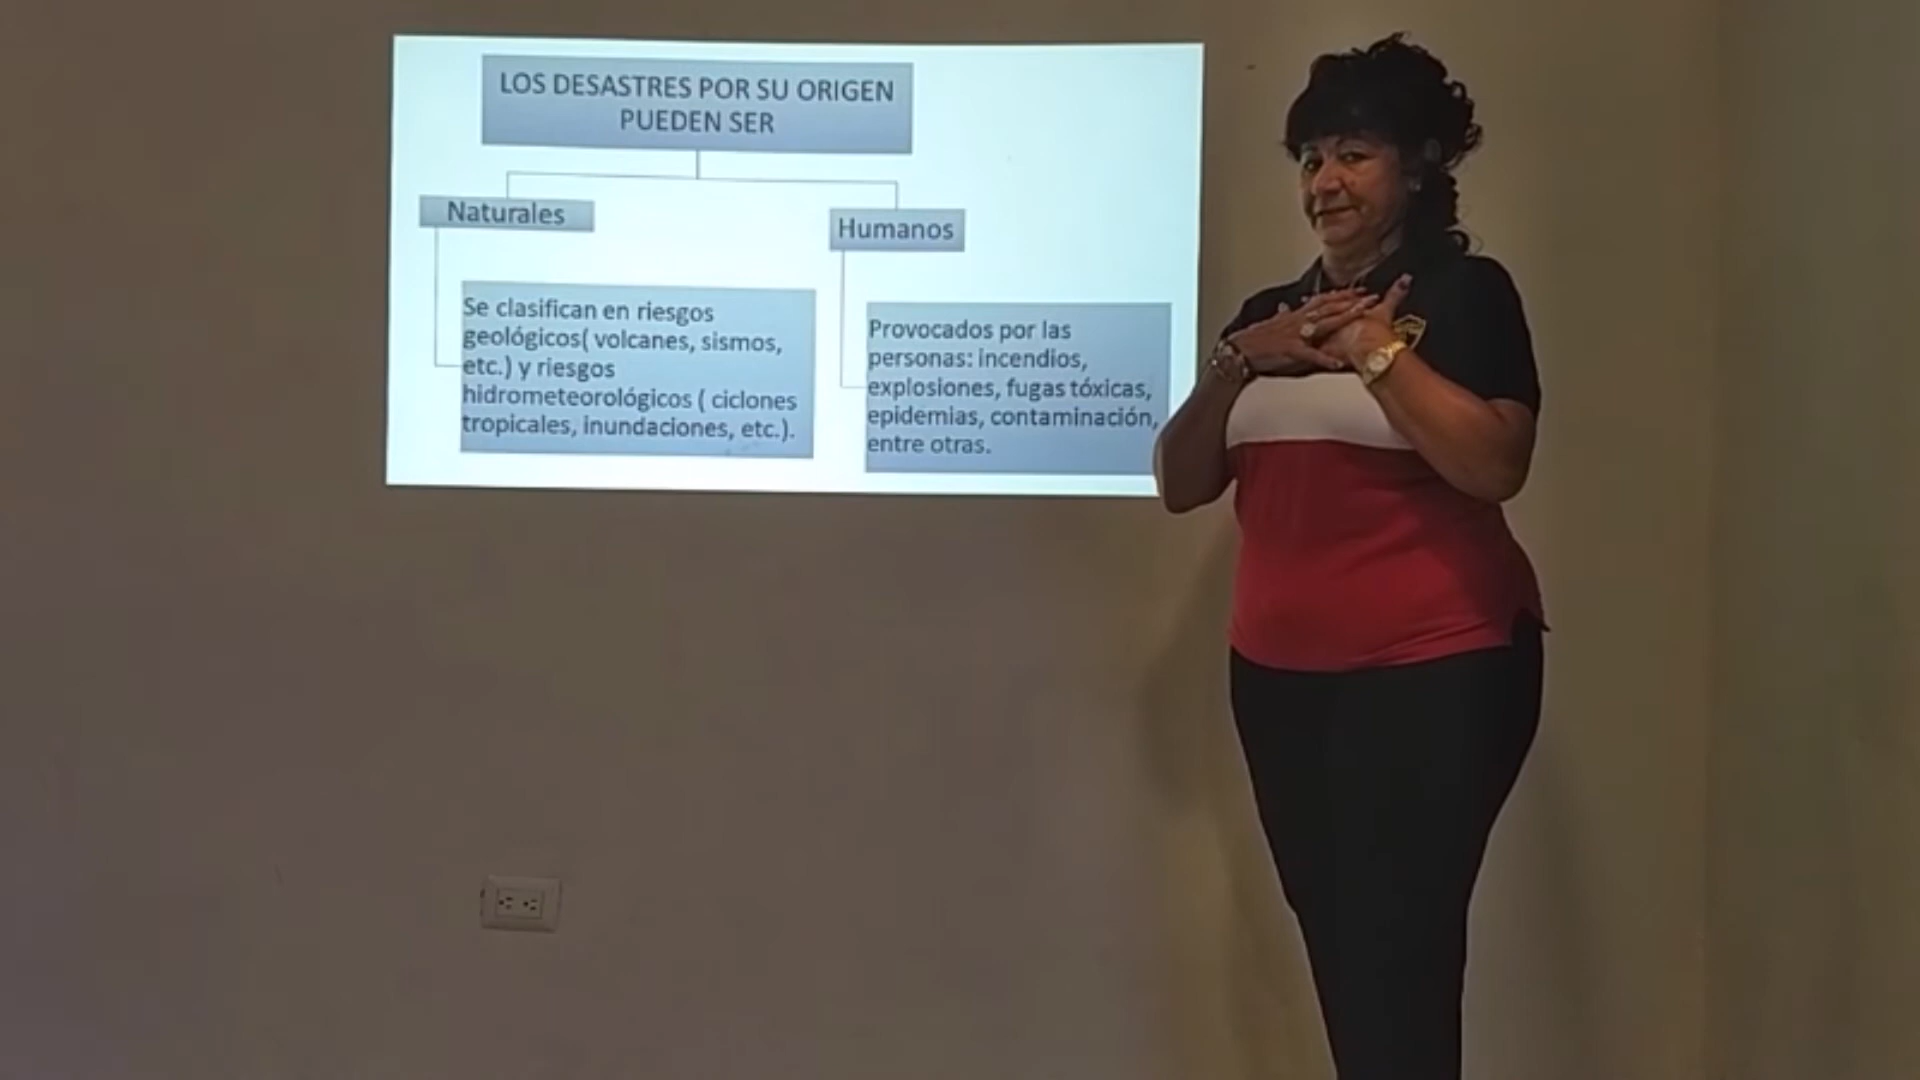 LOS DESASTRES POR SU ORIGEN
PUEDEN SER
Naturales
Humanos
Se clasifican en riesgos
geológicos( volcanes, sismos,
etc.) y riesgos
hidrometeorológicos ( ciclones
tropicales, inundaciones, etc.).
Provocados por las
personas: incendios,
explosiones, fugas tóxicas,
epidemias, contaminación,
entre otras.